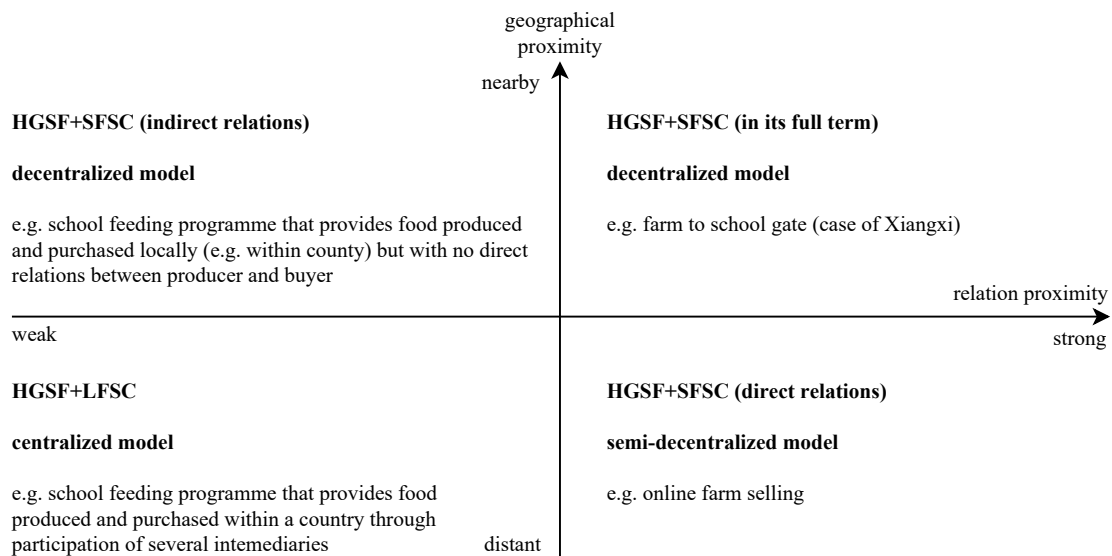 geographical
proximity
nearby
HGSF+SFSC (indirect relations)
decentralized model
e.g. school feeding programme that provides food produced
and purchased locally (e.g. within county) but with no direct
relations between producer and buyer
HGSF+SFSC (in its full term)
decentralized model
e.g. farm to school gate (case of Xiangxi)
relation proximity
weak
strong
HGSF+LFSC
centralized model
e.g. school feeding programme that provides food
produced and purchased within a country through
participation of several intemediaries
distant
HGSF+SFSC (direct relations)
semi-decentralized model
e.g. online farm selling